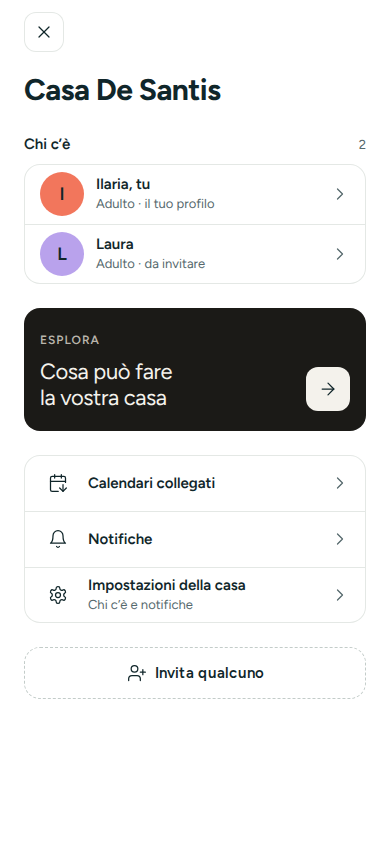 Casa De Santis
Chi c’è
2
I
Ilaria, tu
Adulto · il tuo profilo
L
Laura
Adulto · da invitare
ESPLORA
Cosa può fare
la vostra casa
Calendari collegati
Notifiche
Impostazioni della casa
Chi c’è e notifiche
Invita qualcuno